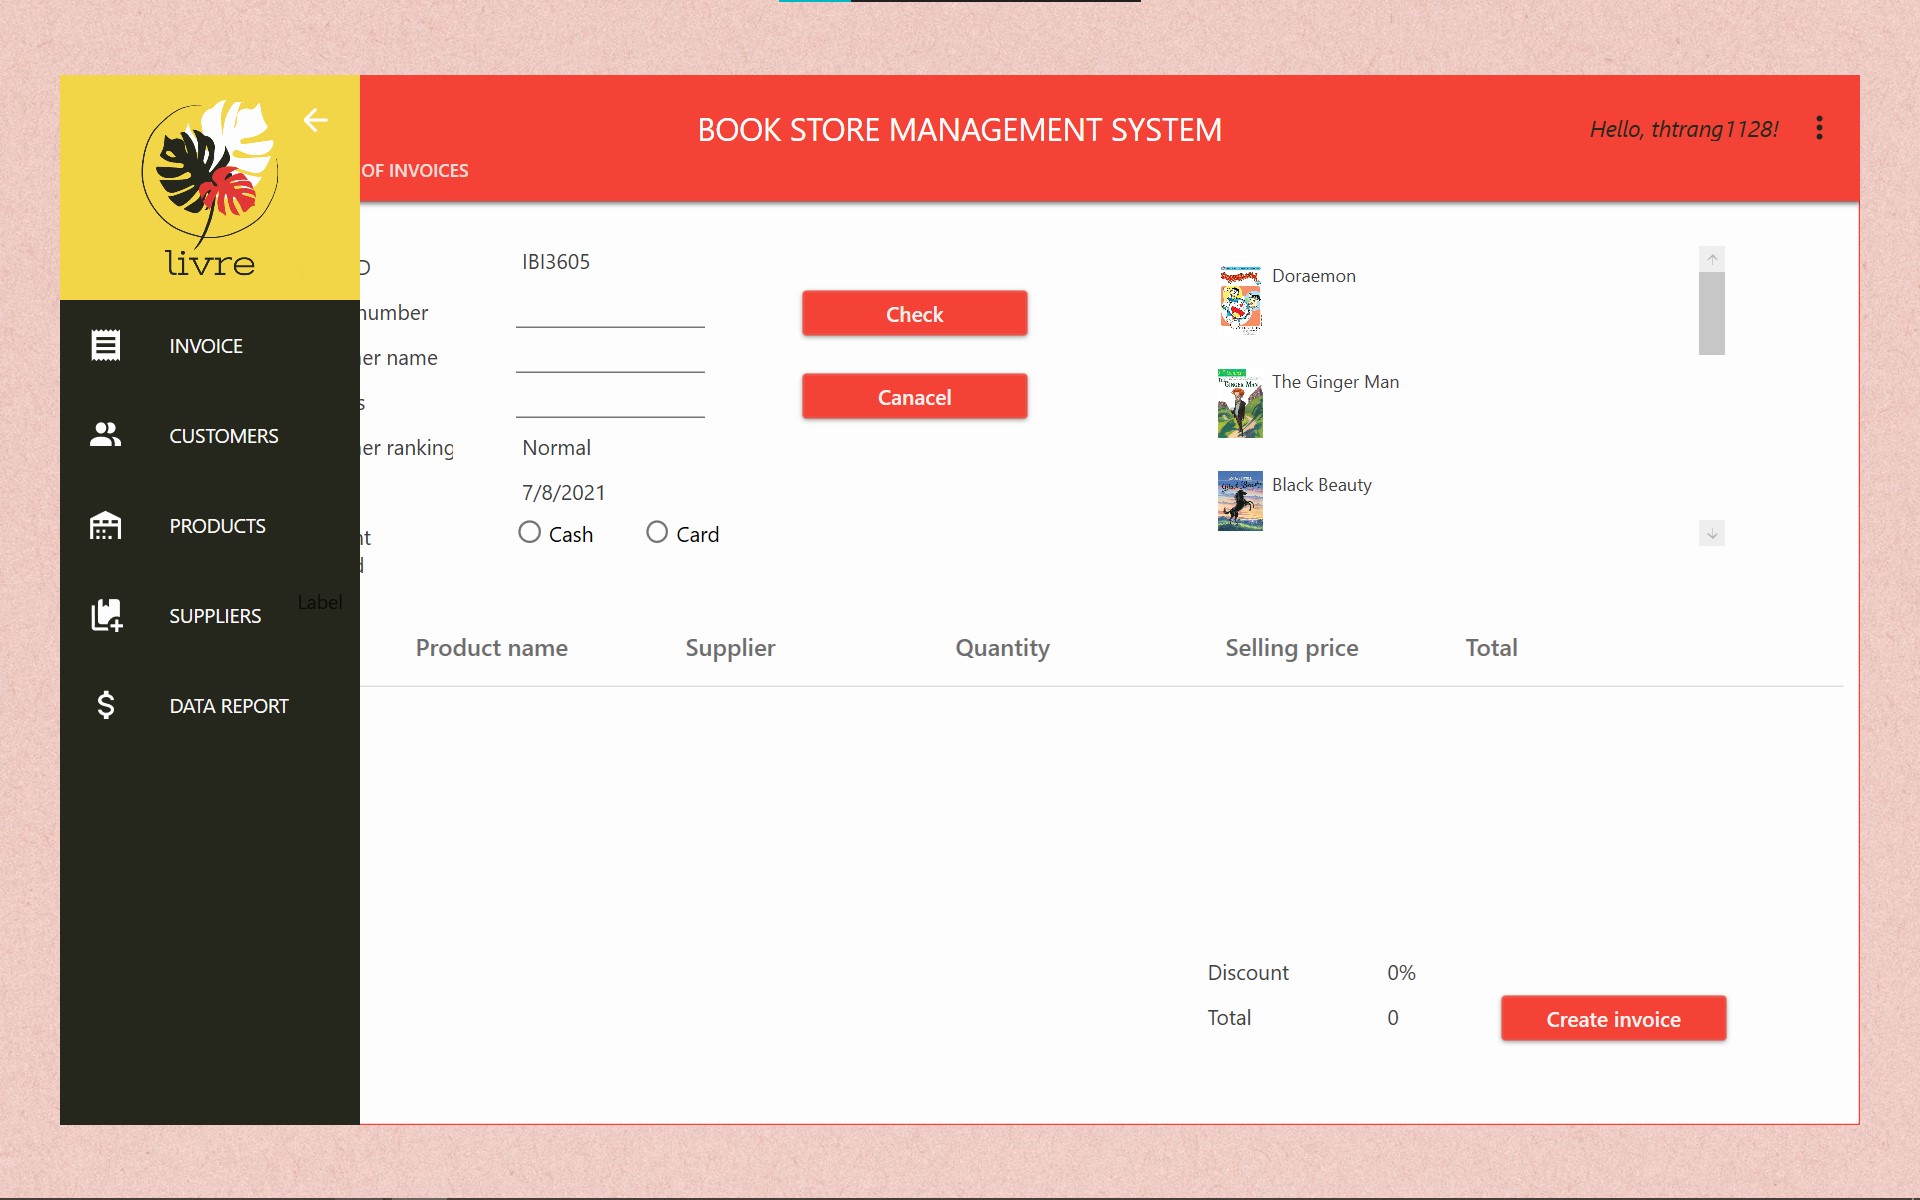 BOOK STORE MANAGEMENT SYSTEM
Hello, thtrang1128!
OF INVOICES
livre
INVOICE
CUSTOMERS
PRODUCTS
SUPPLIERS
Label
DATA REPORT
IBI3605
number
er name
er ranking
Normal
7/8/2021
Cash
Card
Check
Canacel
Doraemon
The Ginger Man
Black Beauty
Product name
Supplier
Quantity
Selling price
Total
Discount
0%
Total
0
Create invoice